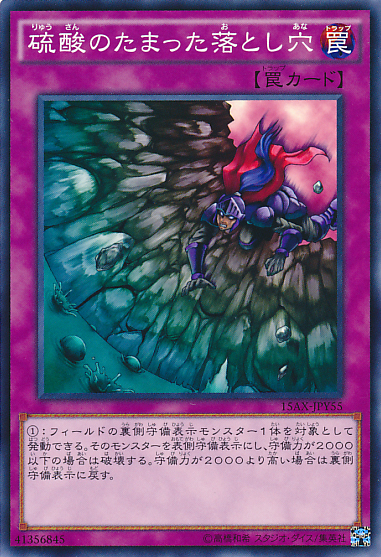 硫酸のたまった落とし穴 罠
【罠カード】
15AX-JPY55
①：フィールドの裏側守備表示モンスター１体を対象として
発動できる。そのモンスターを表側守備表示にし、守備力が２０００
以下の場合は破壊する。守備力が２０００より高い場合は裏側
守備表示に戻す。
41356845
©高橋和希 スタジオ・ダイス/集英社